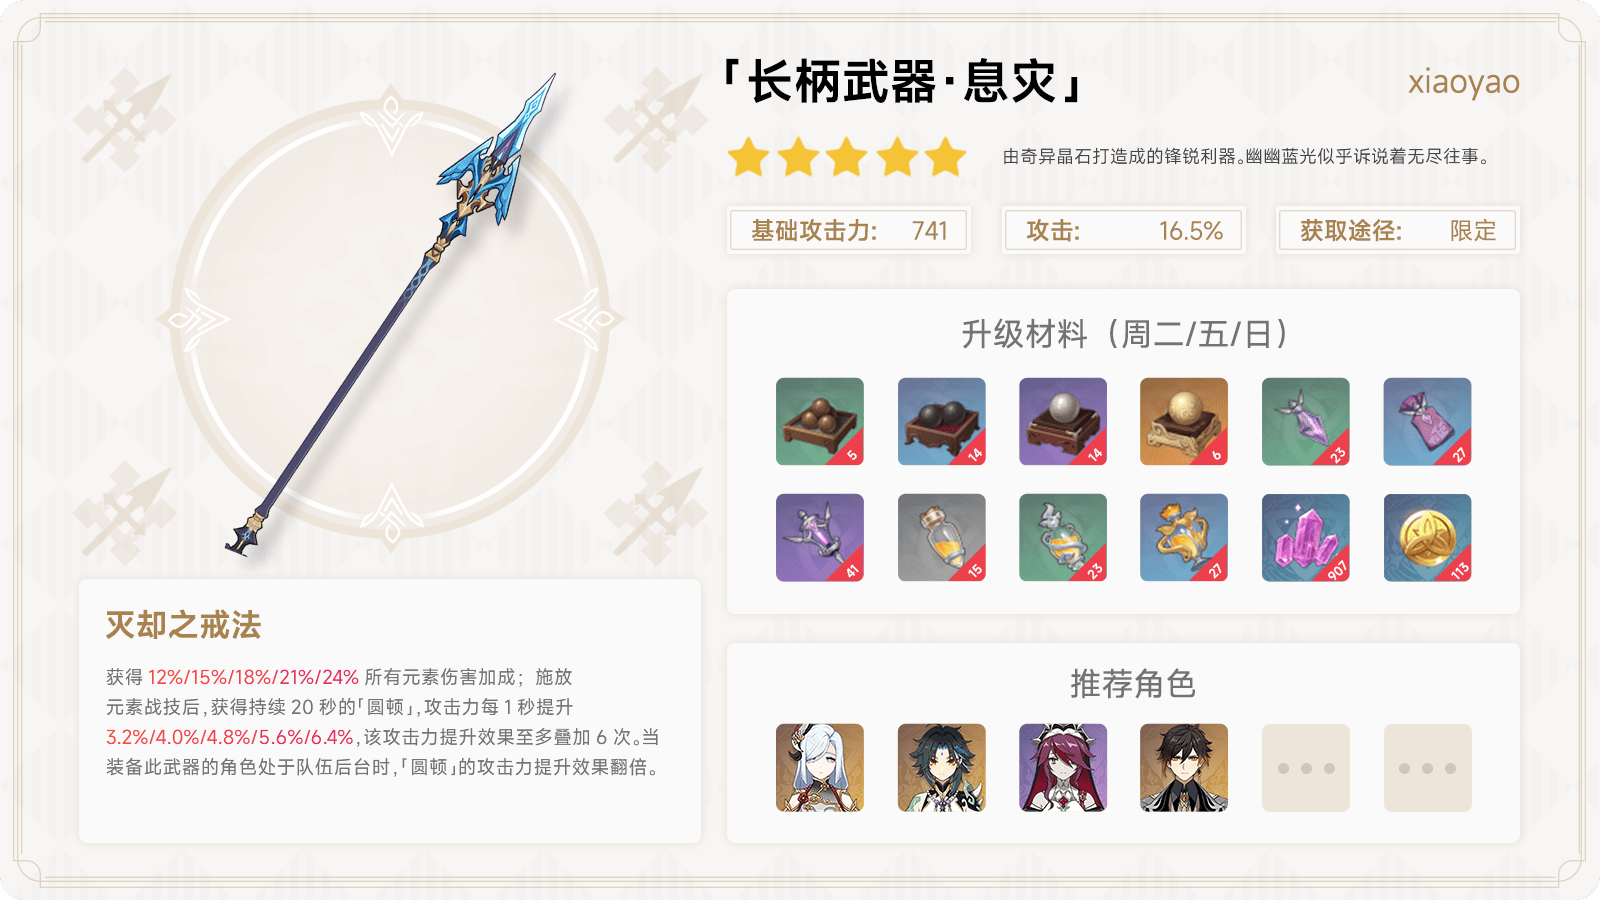 「长柄武器·息灾」
xiaoyao
由奇异晶石打造成的锋锐利器。幽幽蓝光似乎诉说着无尽往事。
基础攻击力: 741
攻击: 16.5%
获取途径: 限定
升级材料（周二/五/日）
5
14
14
6
23
27
41
15
23
27
907
113
灭却之戒法
获得 12%/15%/18%/21%/24% 所有元素伤害加成；施放
元素战技后,获得持续 20 秒的「圆顿」,攻击力每 1 秒提升
3.2%/4.0%/4.8%/5.6%/6.4%,该攻击力提升效果至多叠加 6 次。当
装备此武器的角色处于队伍后台时,「圆顿」的攻击力提升效果翻倍。
推荐角色